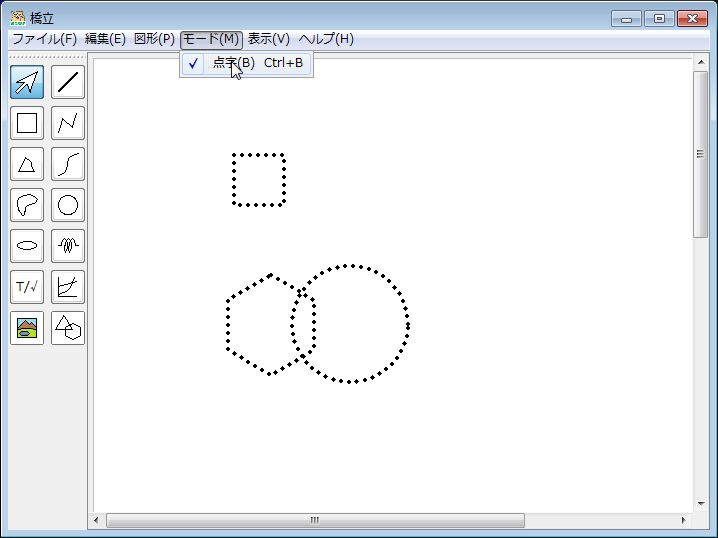 橋立
ファイル(F) 編集(E) 図形(P) モード(M) 表示(V) ヘルプ(H)
✓ 点字(B) Ctrl+B
T/√